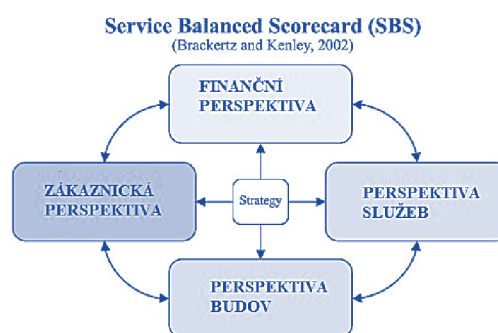 Service Balanced Scorecard (SBS)
(Brackertz and Kenley, 2002)
FINANČNÍ
PERSPEKTIVA
ZÁKAZNICKÁ
PERSPEKTIVA
Strategy
PERSPEKTIVA
SLUŽEB
PERSPEKTIVA
BUDOV